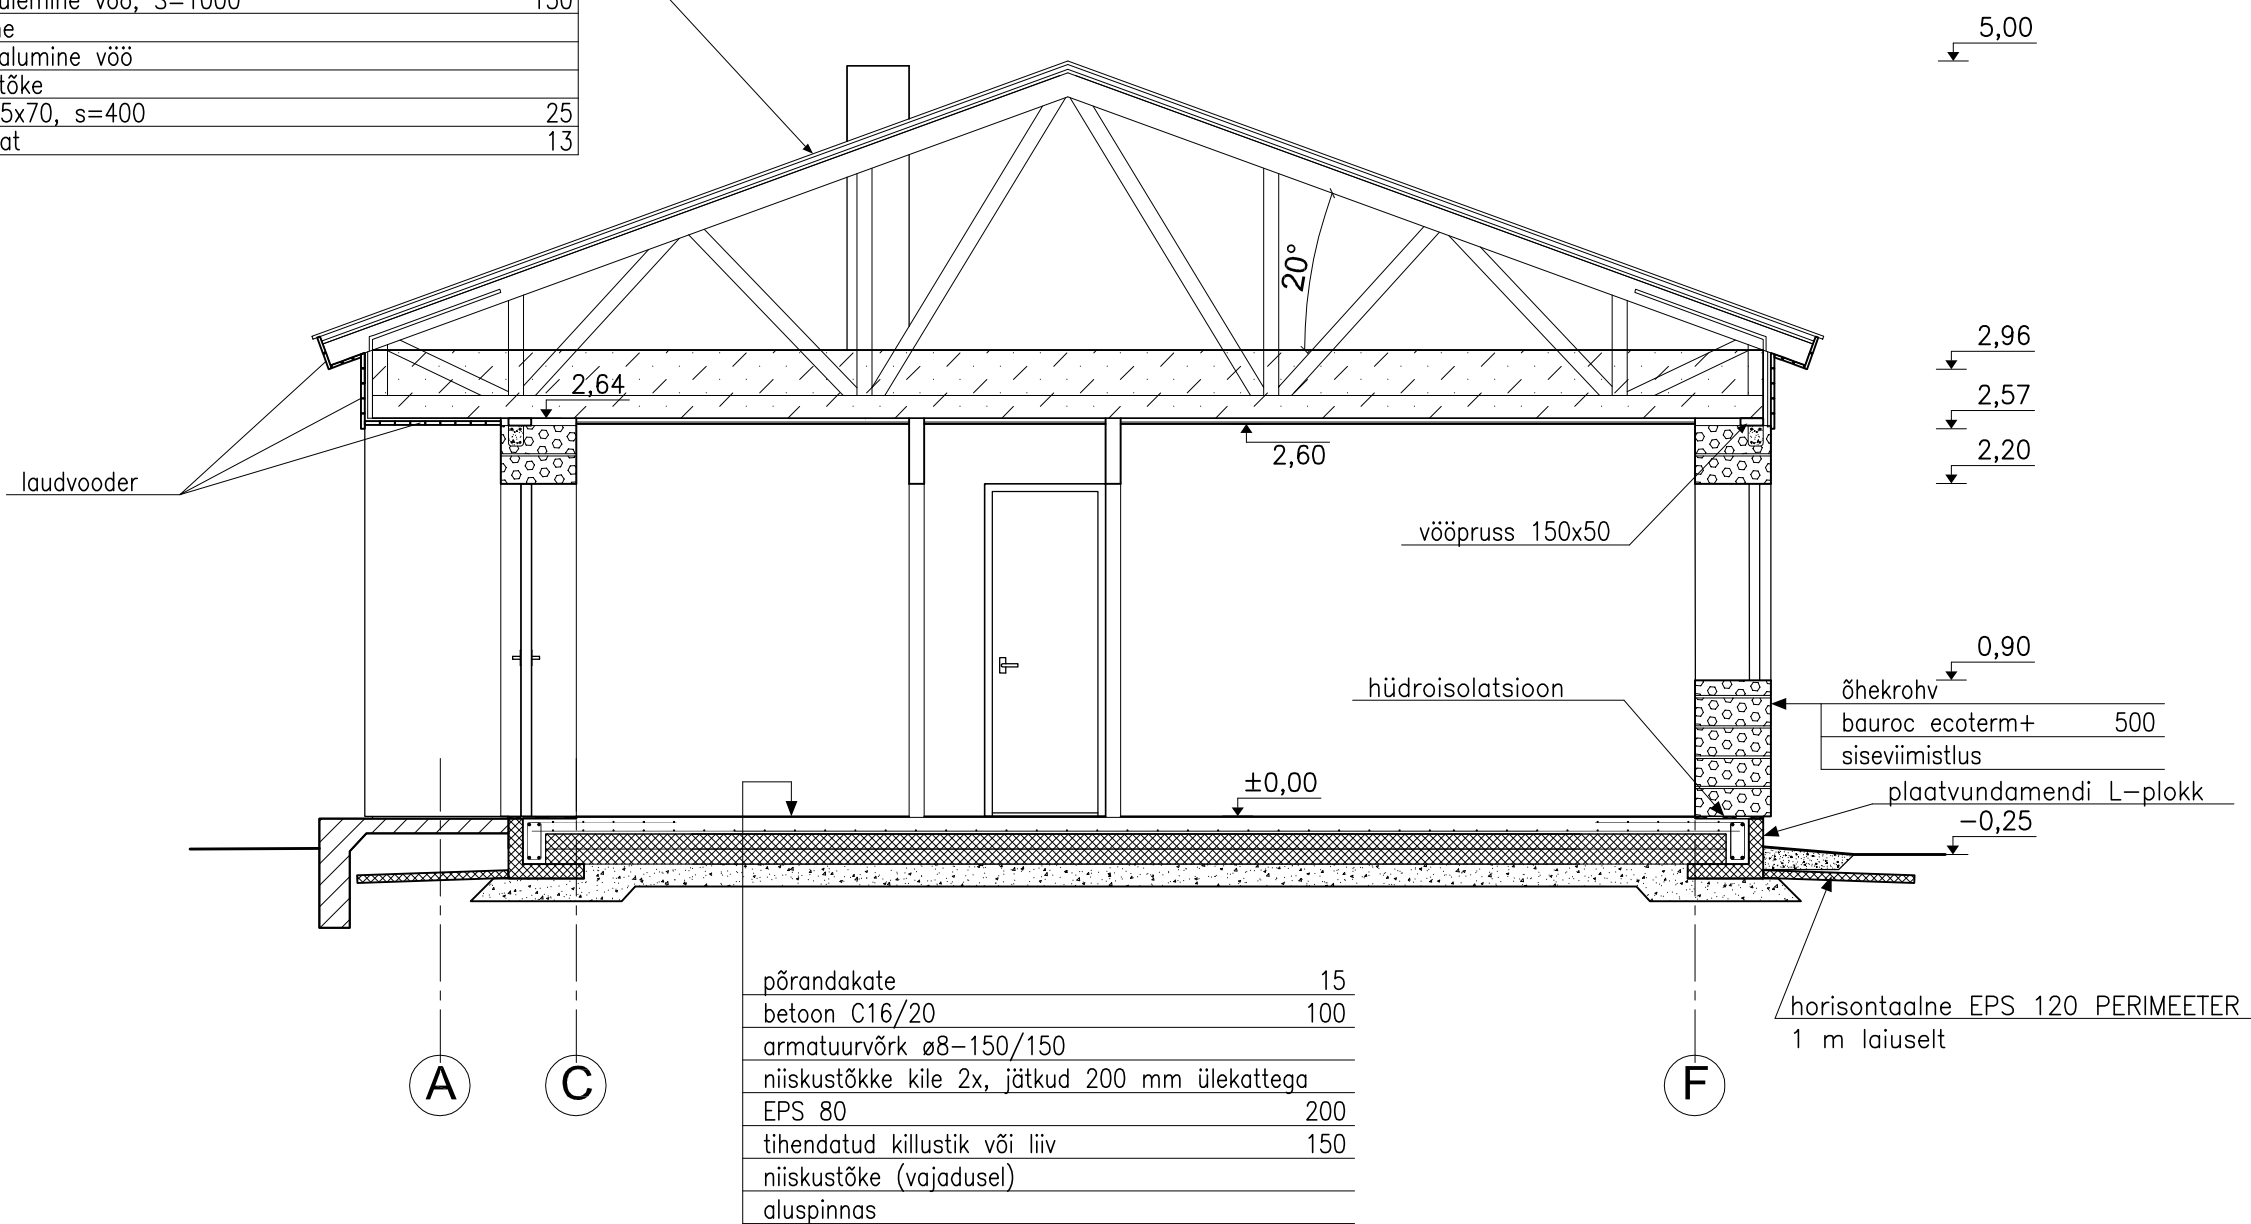 ülemine vöö, S=1000 150
alumine vöö
tõke
5x70, s=400 25
13
5,00
20°
2,96
2,64
2,57
2,60
2,20
laudvooder
vööpruss 150x50
0,90
hüdroisolatsioon
õhekrohv
bauroc ecoterm+ 500
siseviimistlus
±0,00
plaatvundamendi L-plokk
-0,25
põrandakate 15
betoon C16/20 100
armatuurvõrk ø8-150/150
niiskustõkke kile 2x, jätkud 200 mm ülekattega
EPS 80 200
tihendatud killustik või liiv 150
niiskustõke (vajadusel)
aluspinnas
horisontaalne EPS 120 PERIMEETER
1 m laiuselt
A
C
F